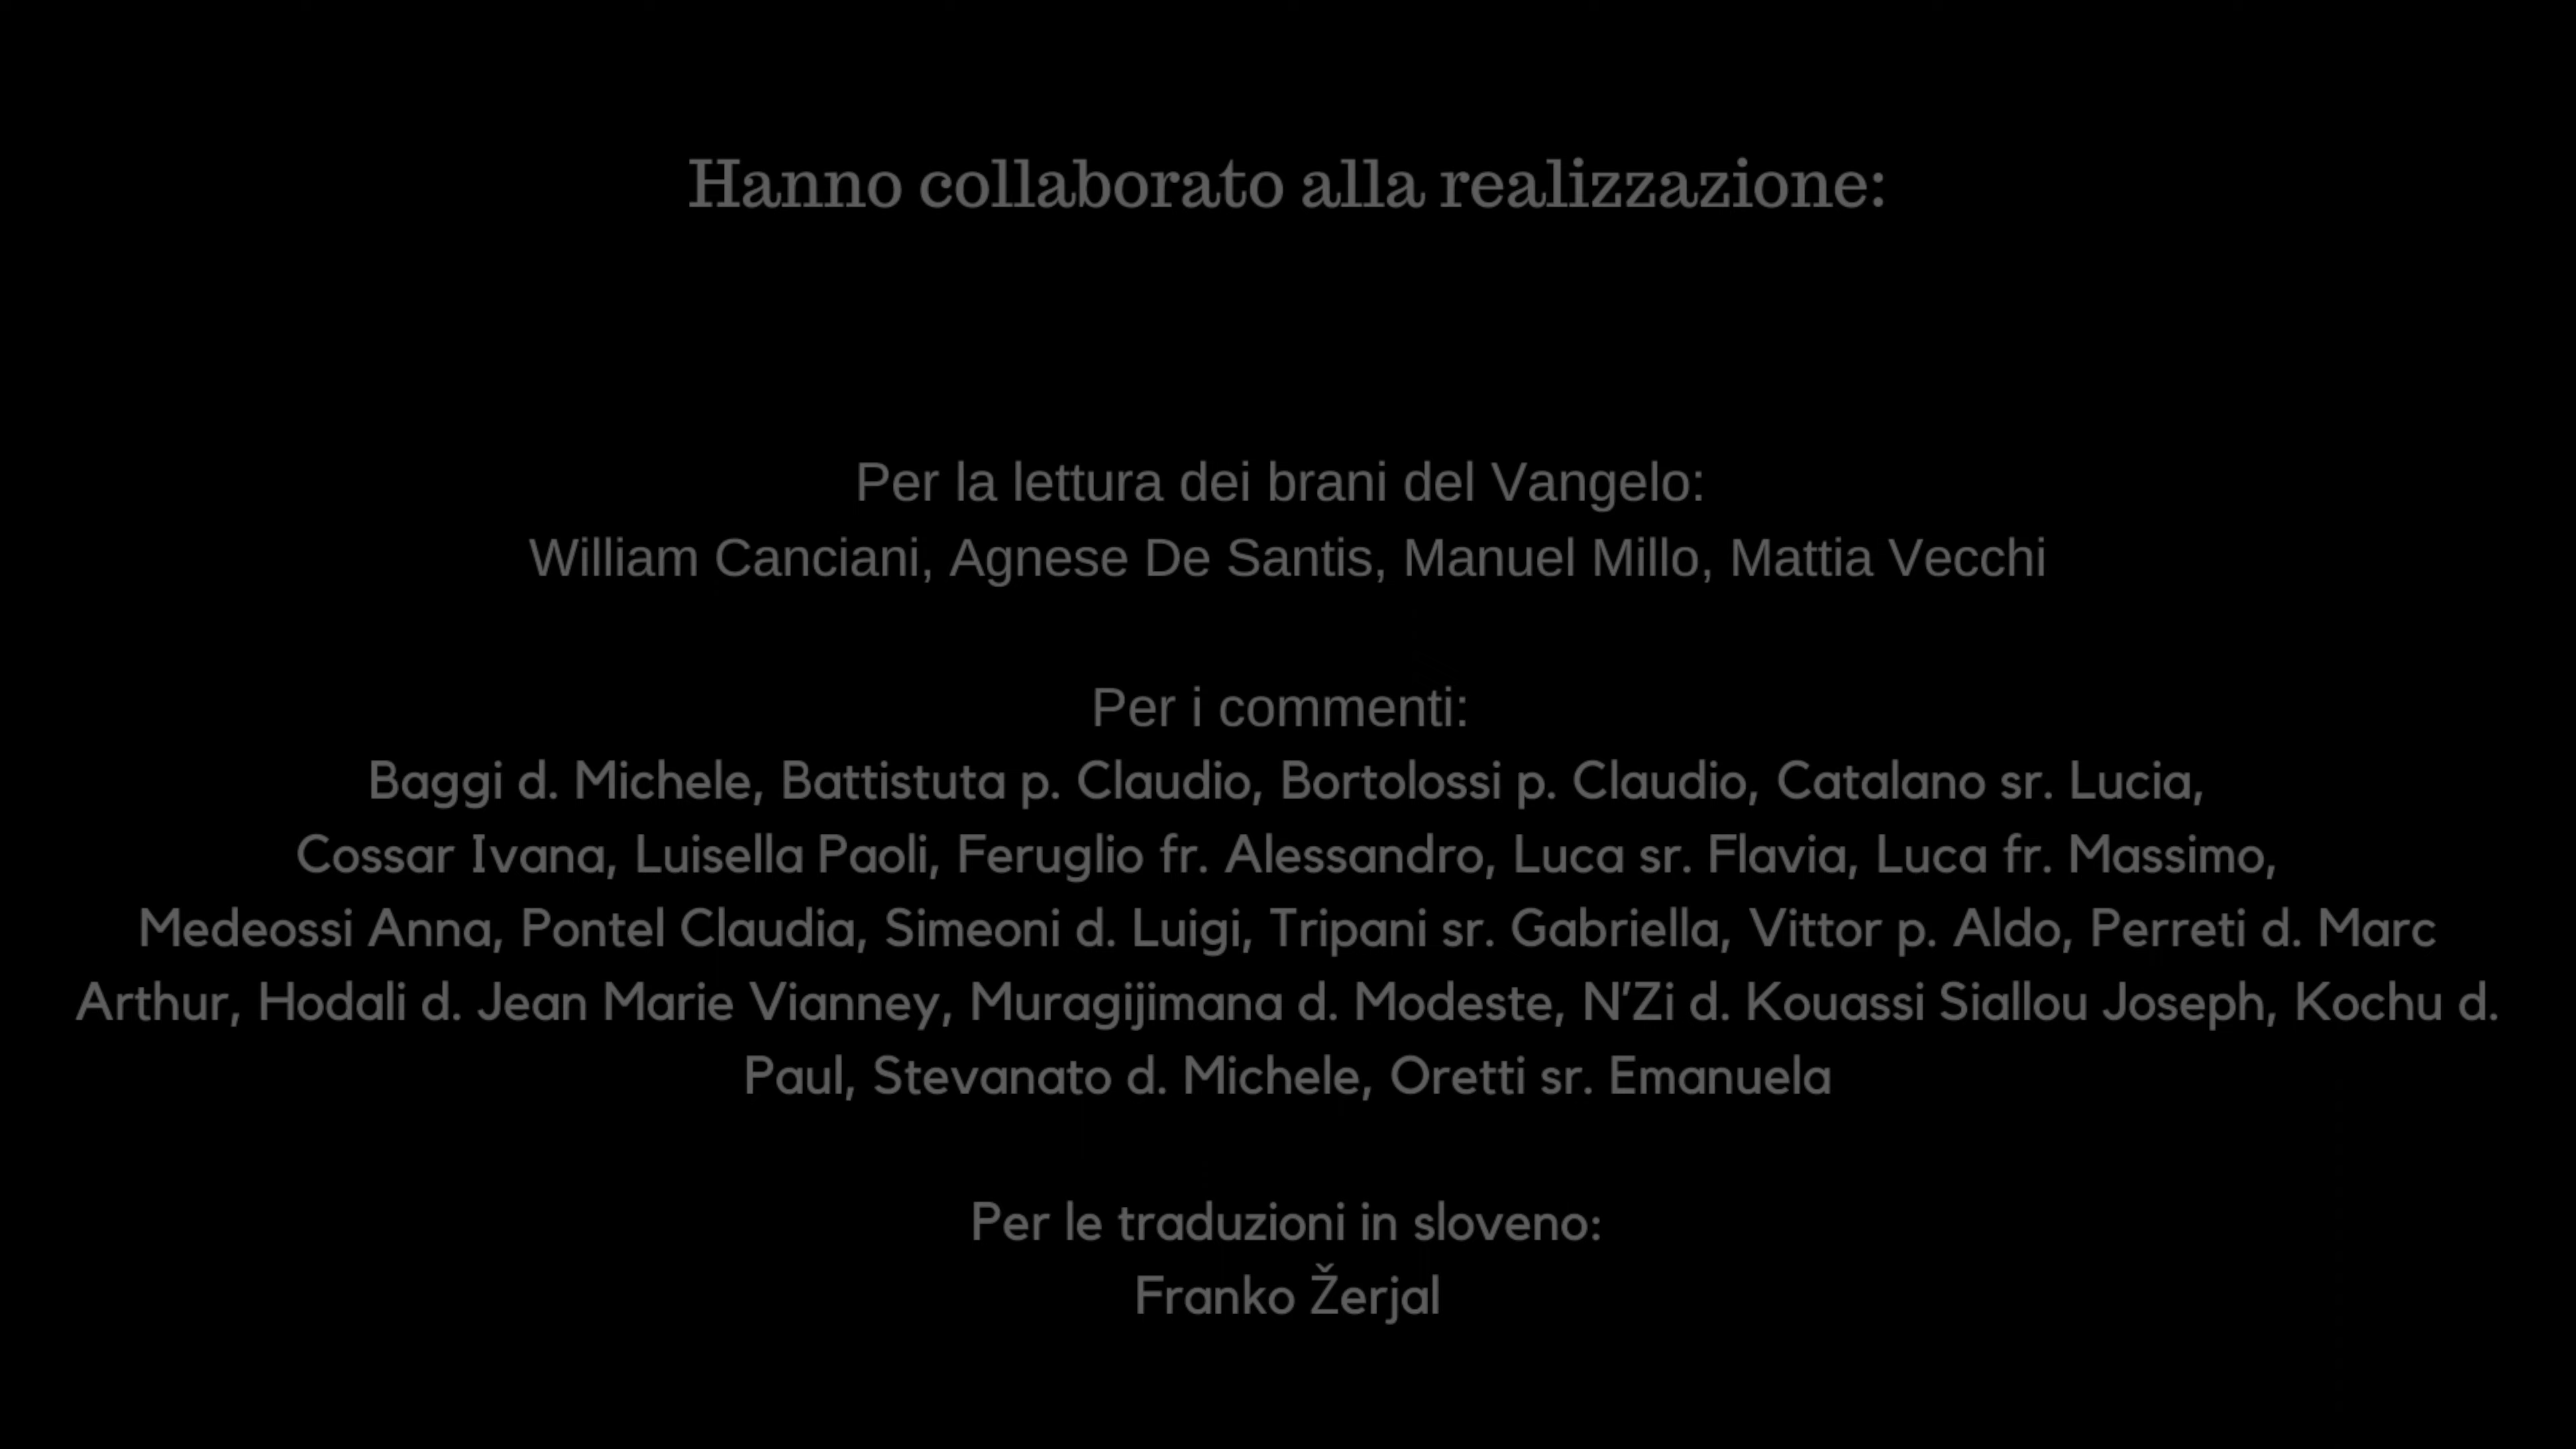 Hanno collaborato alla realizzazione:
Per la lettura dei brani del Vangelo:
William Canciani, Agnese De Santis, Manuel Millo, Mattia Vecchi
Per i commenti:
Baggi d. Michele, Battistuta p. Claudio, Bortolossi p. Claudio, Catalano sr. Lucia,
Cossar Ivana, Luisella Paoli, Feruglio fr. Alessandro, Luca sr. Flavia, Luca fr. Massimo,
Medeossi Anna, Pontel Claudia, Simeoni d. Luigi, Tripani sr. Gabriella, Vittor p. Aldo, Perreti d. Marc
Arthur, Hodali d. Jean Marie Vianney, Muragijimana d. Modeste, N’Zi d. Kouassi Siallou Joseph, Kochu d.
Paul, Stevanato d. Michele, Oretti sr. Emanuela
Per le traduzioni in sloveno:
Franko Žerjal